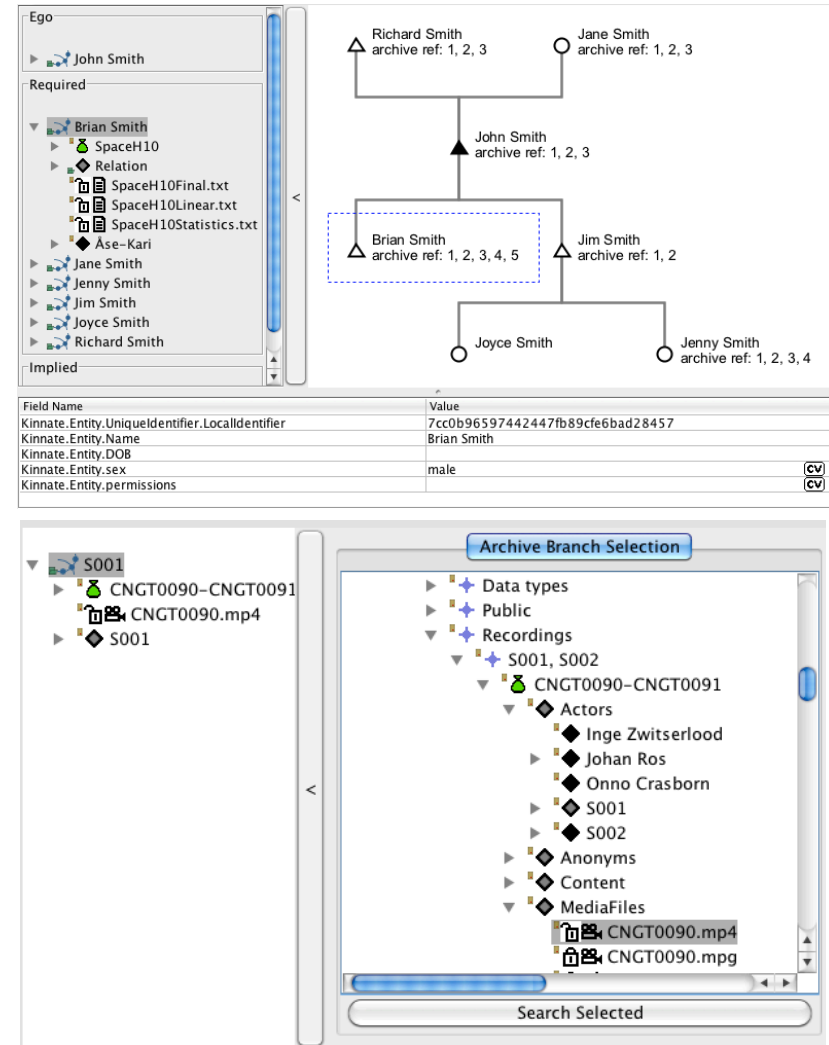 Ego
John Smith
Required
Brian Smith
SpaceH10
Relation
SpaceH10Final.txt
SpaceH10Linear.txt
SpaceH10Statistics.txt
Åse-Kari
Jane Smith
Jenny Smith
Jim Smith
Joyce Smith
Richard Smith
Implied
<
Richard Smith
archive ref: 1, 2, 3
Jane Smith
archive ref: 1, 2, 3
John Smith
archive ref: 1, 2, 3
Brian Smith
archive ref: 1, 2, 3, 4, 5
Jim Smith
archive ref: 1, 2
Joyce Smith
Jenny Smith
archive ref: 1, 2, 3, 4
Field Name Value
Kinnate.Entity.UniqueIdentifier.LocalIdentifier 7cc0b96597442447fb89cfe6bad28457
Kinnate.Entity.Name Brian Smith
Kinnate.Entity.DOB
Kinnate.Entity.sex male CV
Kinnate.Entity.permissions CV
S001
CNGT0090-CNGT0091
CNGT0090.mp4
S001
<
Archive Branch Selection
Data types
Public
Recordings
S001, S002
CNGT0090-CNGT0091
Actors
Inge Zwitserlood
Johan Ros
Onno Crasborn
S001
S002
Anonyms
Content
MediaFiles
CNGT0090.mp4
CNGT0090.mpg
Search Selected